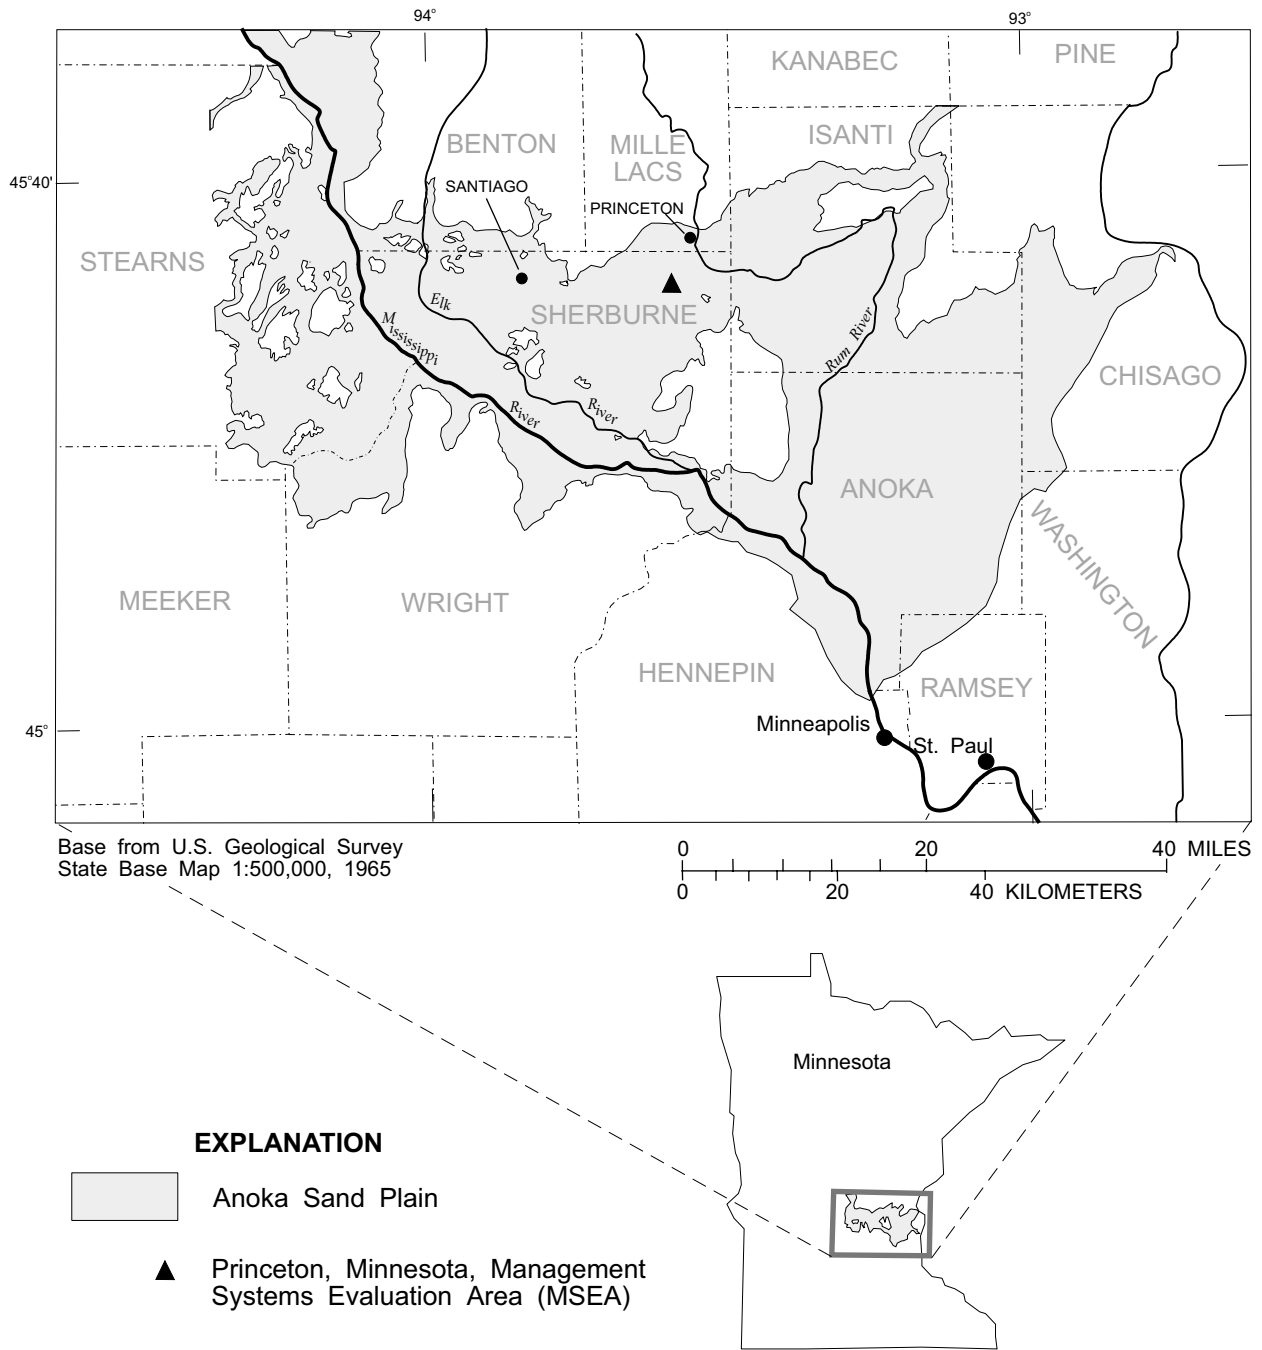 94°
93°
KANABEC
PINE
BENTON
MILLE
LACS
ISANTI
45°40'
SANTIAGO
PRINCETON
STEARNS
Elk
SHERBURNE
Mississippi
Rum River
CHISAGO
River
River
ANOKA
WASHINGTON
MEEKER
WRIGHT
HENNEPIN
RAMSEY
45°
Minneapolis
St. Paul
Base from U.S. Geological Survey
State Base Map 1:500,000, 1965
0 20 40 MILES
0 20 40 KILOMETERS
Minnesota
EXPLANATION
Anoka Sand Plain
Princeton, Minnesota, Management
Systems Evaluation Area (MSEA)